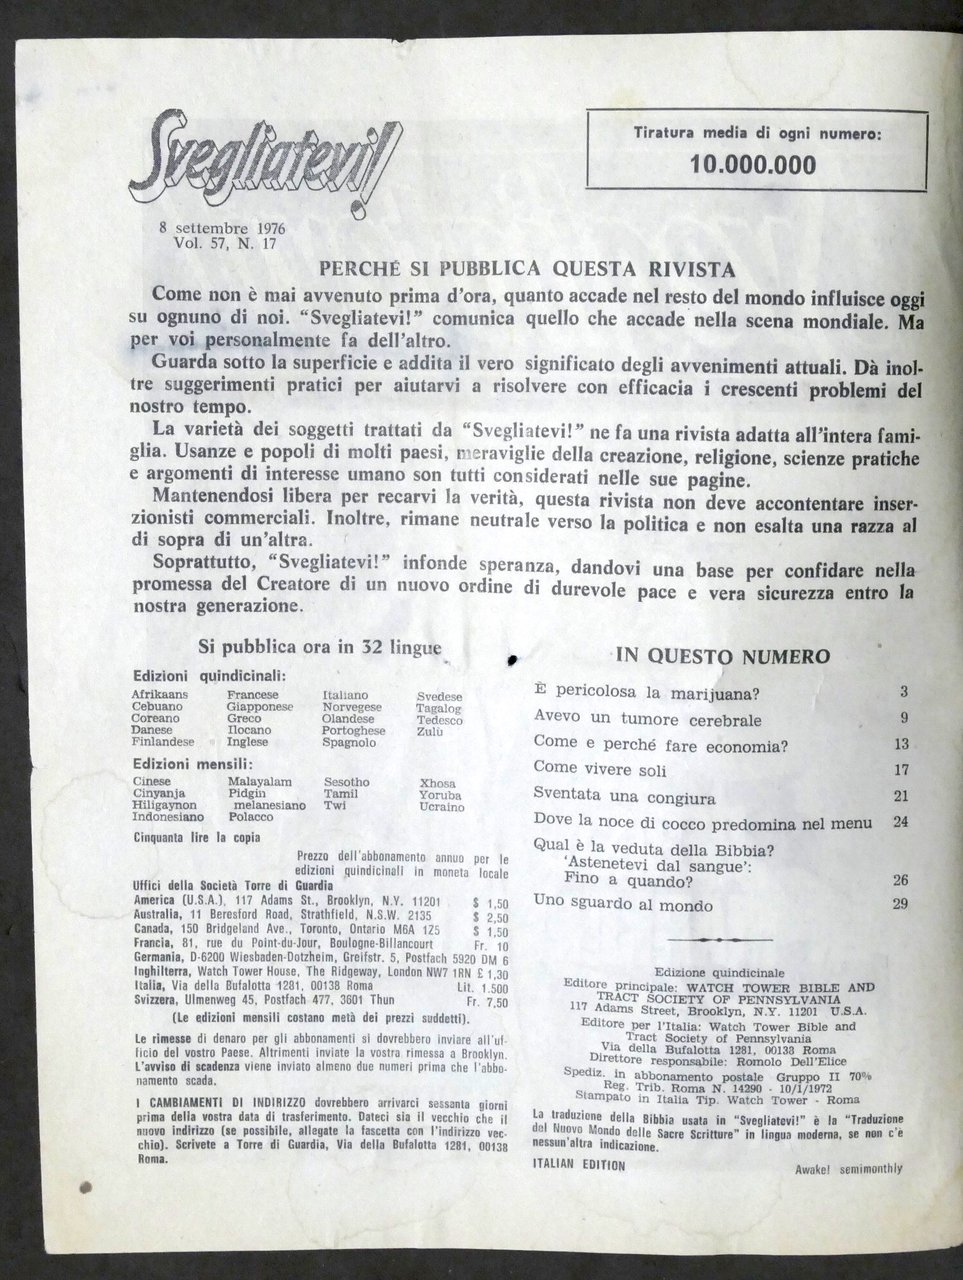 Svegliatevi!
Tiratura media di ogni numero:
10.000.000
8 settembre 1976
Vol. 57, N. 17
PERCHÉ SI PUBBLICA QUESTA RIVISTA
Come non è mai avvenuto prima d'ora, quanto accade nel resto del mondo influisce oggi
su ognuno di noi. "Svegliatevi!" comunica quello che accade nella scena mondiale. Ma
per voi personalmente fa dell'altro.
Guarda sotto la superficie e addita il vero significato degli avvenimenti attuali. Dà inol-
tre suggerimenti pratici per aiutarvi a risolvere con efficacia i crescenti problemi del
nostro tempo.
La varietà dei soggetti trattati da "Svegliatevi!" ne fa una rivista adatta all'intera fami-
glia. Usanze e popoli di molti paesi, meraviglie della creazione, religione, scienze pratiche
e argomenti di interesse umano son tutti considerati nelle sue pagine.
Mantenendosi libera per recarvi la verità, questa rivista non deve accontentare inser-
zionisti commerciali. Inoltre, rimane neutrale verso la politica e non esalta una razza al
di sopra di un'altra.
Soprattutto, "Svegliatevi!" infonde speranza, dandovi una base per confidare nella
promessa del Creatore di un nuovo ordine di durevole pace e vera sicurezza entro la
nostra generazione.
Si pubblica ora in 32 lingue
Edizioni quindicinali:
Afrikaans Francese Italiano Svedese
Cebuano Giapponese Norvegese Tagalog
Coreano Greco Olandese Tedesco
Danese Ilocano Portoghese Zulù
Finlandese Inglese Spagnolo
Edizioni mensili:
Cinese Malayalam Sesotho Xhosa
Cinyanja Pidgin Tamil Yoruba
Hiligaynon melanesiano Twi Ucraino
Indonesiano Polacco
Cinquanta lire la copia
Prezzo dell'abbonamento annuo per le
edizioni quindicinali in moneta locale
Uffici della Società Torre di Guardia
America (U.S.A.), 117 Adams St., Brooklyn, N.Y. 11201 $ 1,50
Australia, 11 Beresford Road, Strathfield, N.S.W. 2135 $ 2,50
Canada, 150 Bridgeland Ave., Toronto, Ontario M6A 1Z5 $ 1,50
Francia, 81, rue du Point-du-Jour, Boulogne-Billancourt Fr. 10
Germania, D-6200 Wiesbaden-Dotzheim, Greifstr. 5, Postfach 5920 DM 6
Inghilterra, Watch Tower House, The Ridgeway, London NW7 1RN £ 1,30
Italia, Via della Bufalotta 1281, 00138 Roma Lit. 1.500
Svizzera, Ulmenweg 45, Postfach 477, 3601 Thun Fr. 7,50
(Le edizioni mensili costano metà dei prezzi suddetti).
Le rimesse di denaro per gli abbonamenti si dovrebbero inviare all'uf-
ficio del vostro Paese. Altrimenti inviate la vostra rimessa a Brooklyn.
L'avviso di scadenza viene inviato almeno due numeri prima che l'abbo-
namento scada.
I CAMBIAMENTI DI INDIRIZZO dovrebbero arrivarci sessanta giorni
prima della vostra data di trasferimento. Dateci sia il vecchio che il
nuovo indirizzo (se possibile, allegate la fascetta con l'indirizzo vec-
chio). Scrivete a Torre di Guardia, Via della Bufalotta 1281, 00138
Roma.
IN QUESTO NUMERO
È pericolosa la marijuana? 3
Avevo un tumore cerebrale 9
Come e perché fare economia? 13
Come vivere soli 17
Sventata una congiura 21
Dove la noce di cocco predomina nel menu 24
Qual è la veduta della Bibbia?
'Astenetevi dal sangue':
Fino a quando? 26
Uno sguardo al mondo 29
Edizione quindicinale
Editore principale: WATCH TOWER BIBLE AND
TRACT SOCIETY OF PENNSYLVANIA
117 Adams Street, Brooklyn, N.Y. 11201 U.S.A.
Editore per l'Italia: Watch Tower Bible and
Tract Society of Pennsylvania
Via della Bufalotta 1281, 00138 Roma
Direttore responsabile: Romolo Dell'Elice
Spediz. in abbonamento postale Gruppo II 70%
Reg. Trib. Roma N. 14290 - 10/1/1972
Stampato in Italia Tip. Watch Tower - Roma
La traduzione della Bibbia usata in "Svegliatevi!" è la "Traduzione
del Nuovo Mondo delle Sacre Scritture" in lingua moderna, se non c'è
nessun'altra indicazione.
ITALIAN EDITION
Awake! semimonthly